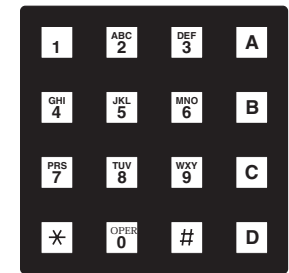 1
ABC
2
DEF
3
A
GHI
4
JKL
5
MNO
6
B
PRS
7
TUV
8
WXY
9
C
*
OPER
0
#
D